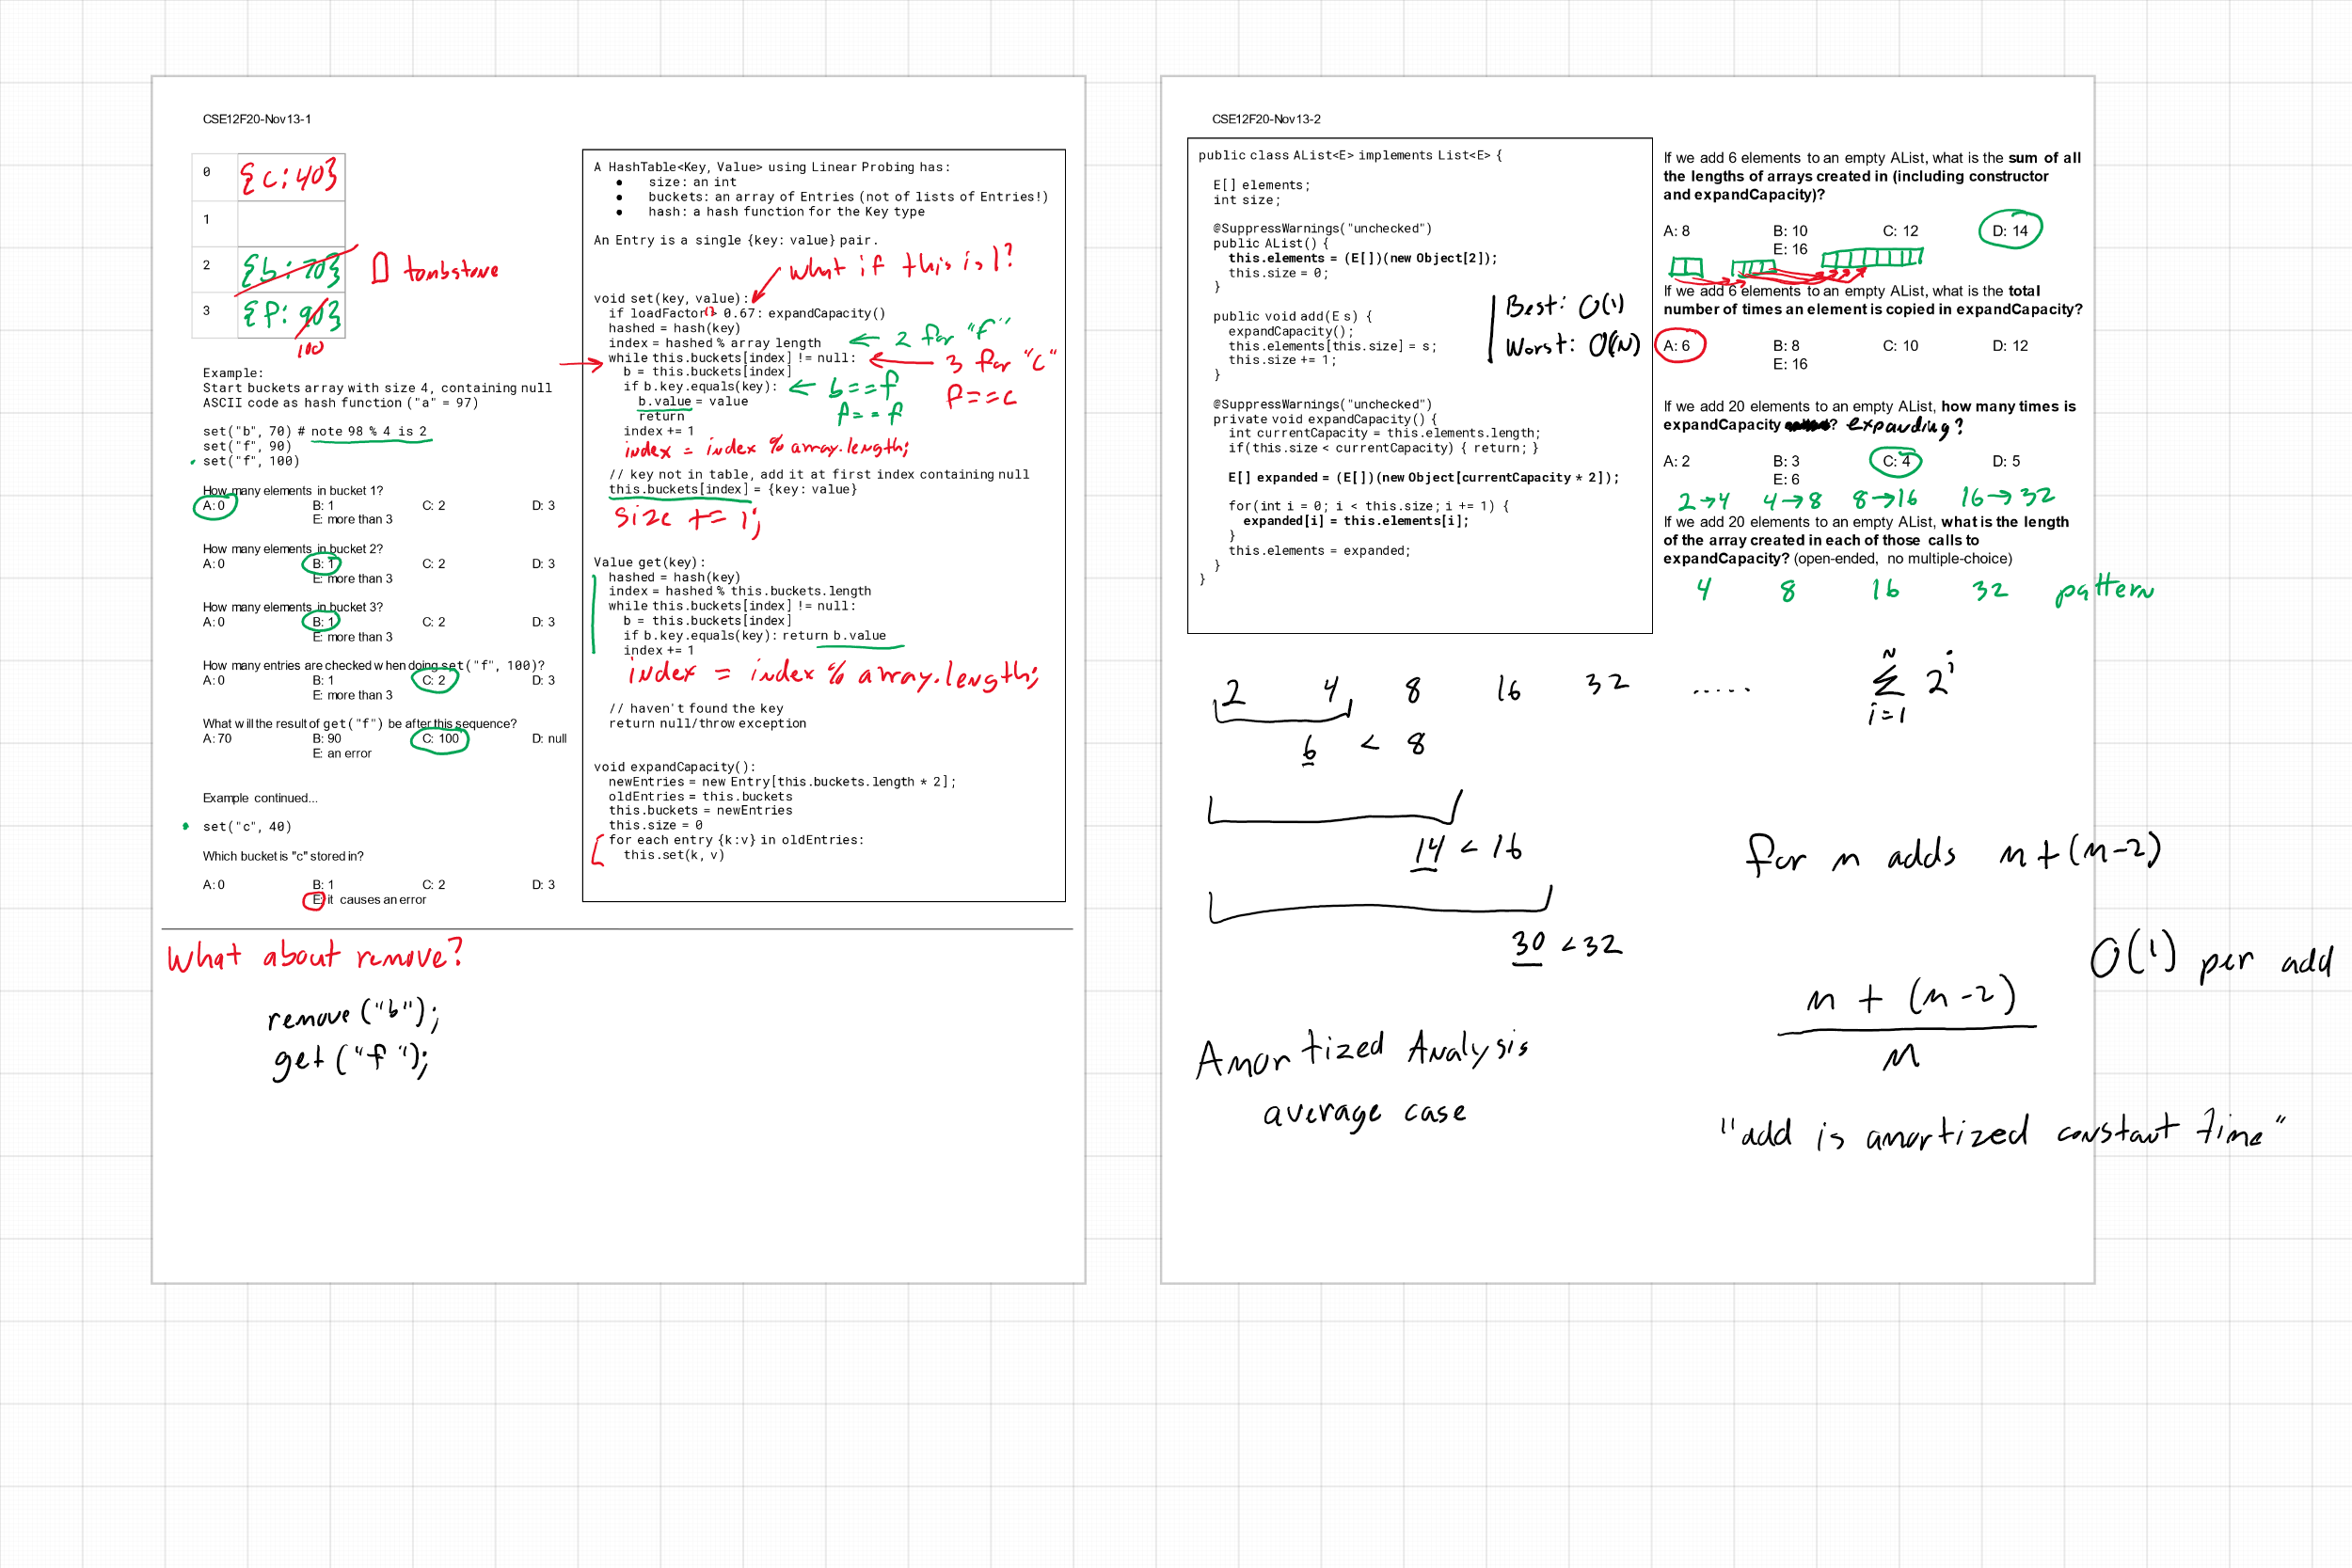 CSE12F20-Nov13-1
0 {c:40}
1
2 {b:70} tombstone
3 {f:90}
100
Example:
Start buckets array with size 4, containing null
ASCII code as hash function ("a" = 97)
set("b", 70) # note 98 % 4 is 2
set("f", 90)
set("f", 100)
How many elements in bucket 1?
A: 0 B: 1 C: 2 D: 3
E: more than 3
How many elements in bucket 2?
A: 0 B: 1 C: 2 D: 3
E: more than 3
How many elements in bucket 3?
A: 0 B: 1 C: 2 D: 3
E: more than 3
How many entries are checked when doing set("f", 100)?
A: 0 B: 1 C: 2 D: 3
E: more than 3
What will the result of get("f") be after this sequence?
A: 70 B: 90 C: 100 D: null
E: an error
Example continued...
set("c", 40)
Which bucket is "c" stored in?
A: 0 B: 1 C: 2 D: 3
E: it causes an error
A HashTable<Key, Value> using Linear Probing has:
● size: an int
● buckets: an array of Entries (not of lists of Entries!)
● hash: a hash function for the Key type
An Entry is a single {key: value} pair.
what if this is 1?
void set(key, value):
if loadFactor > 0.67: expandCapacity()
hashed = hash(key)
index = hashed % array length ← 2 for "f"
while this.buckets[index] != null: ← 3 for "c"
b = this.buckets[index]
if b.key.equals(key): ← b==f f==c
b.value = value f==f
return
index += 1
index = index % array.length;
// key not in table, add it at first index containing null
this.buckets[index] = {key: value}
size += 1;
Value get(key):
hashed = hash(key)
index = hashed % this.buckets.length
while this.buckets[index] != null:
b = this.buckets[index]
if b.key.equals(key): return b.value
index += 1
index = index % array.length;
// haven't found the key
return null/throw exception
void expandCapacity():
newEntries = new Entry[this.buckets.length * 2];
oldEntries = this.buckets
this.buckets = newEntries
this.size = 0
for each entry {k:v} in oldEntries:
this.set(k, v)
What about remove?
remove("b");
get("f");
CSE12F20-Nov13-2
public class AList<E> implements List<E> {
E[] elements;
int size;
@SuppressWarnings("unchecked")
public AList() {
this.elements = (E[])(new Object[2]);
this.size = 0;
}
public void add(E s) {
expandCapacity();
this.elements[this.size] = s;
this.size += 1;
}
Best: O(1)
Worst: O(N)
@SuppressWarnings("unchecked")
private void expandCapacity() {
int currentCapacity = this.elements.length;
if(this.size < currentCapacity) { return; }
E[] expanded = (E[])(new Object[currentCapacity * 2]);
for(int i = 0; i < this.size; i += 1) {
expanded[i] = this.elements[i];
}
this.elements = expanded;
}
}
If we add 6 elements to an empty AList, what is the sum of all
the lengths of arrays created in (including constructor
and expandCapacity)?
A: 8 B: 10 C: 12 D: 14
E: 16
If we add 6 elements to an empty AList, what is the total
number of times an element is copied in expandCapacity?
A: 6 B: 8 C: 10 D: 12
E: 16
If we add 20 elements to an empty AList, how many times is
expandCapacity ? expanding?
A: 2 B: 3 C: 4 D: 5
E: 6
2→4 4→8 8→16 16→32
If we add 20 elements to an empty AList, what is the length
of the array created in each of those calls to
expandCapacity? (open-ended, no multiple-choice)
4 8 16 32 pattern
2 4 8 16 32 ..... N Σ i=1 2^i
6 < 8
14 < 16
for n adds n+(n-2)
30 < 32
O(1) per add
n + (n-2)
n
Amortized Analysis
average case
"add is amortized constant time"